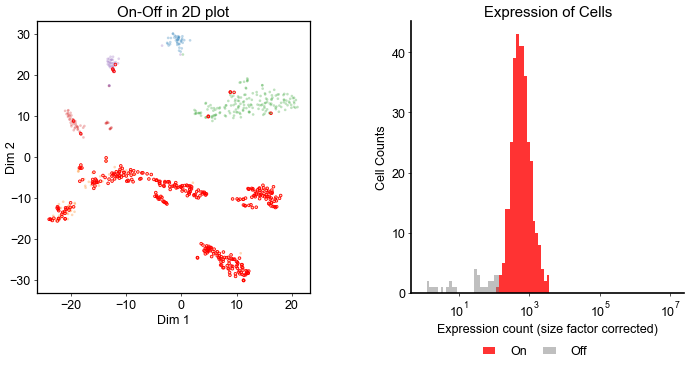 On-Off in 2D plot
Dim 2
30
20
10
0
−10
−20
−30
−20 −10 0 10 20
Dim 1
Expression of Cells
Cell Counts
40
30
20
10
0
10^1 10^3 10^5 10^7
Expression count (size factor corrected)
On Off